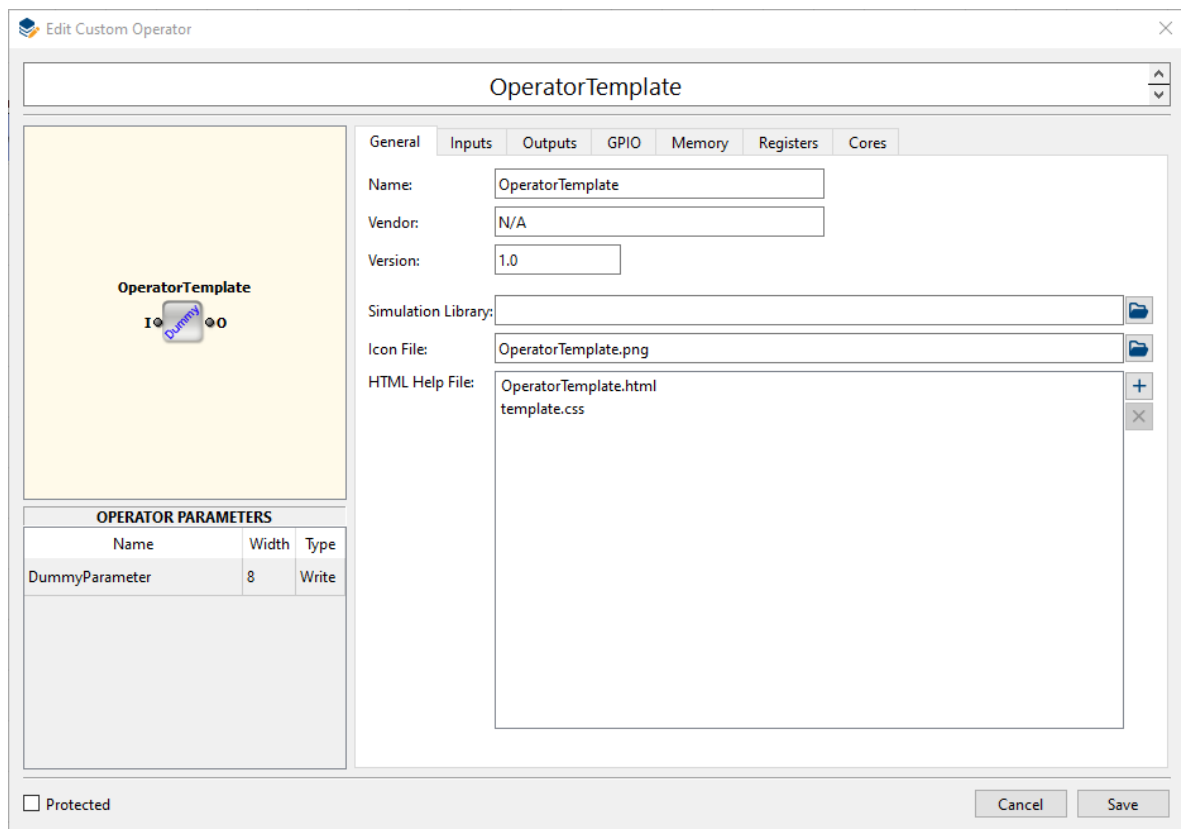 Edit Custom Operator
OperatorTemplate
OperatorTemplate
I Dummy O
OPERATOR PARAMETERS
Name Width Type
DummyParameter 8 Write
General Inputs Outputs GPIO Memory Registers Cores
Name: OperatorTemplate
Vendor: N/A
Version: 1.0
Simulation Library:
Icon File: OperatorTemplate.png
HTML Help File: OperatorTemplate.html
template.css
Protected
Cancel Save